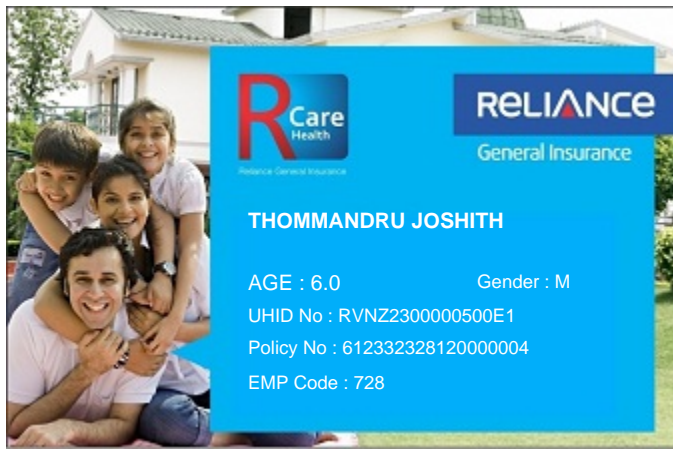 R Care
Health
Reliance General Insurance
RELIANCE
General Insurance
THOMMANDRU JOSHITH
AGE : 6.0
Gender : M
UHID No : RVNZ2300000500E1
Policy No : 612332328120000004
EMP Code : 728